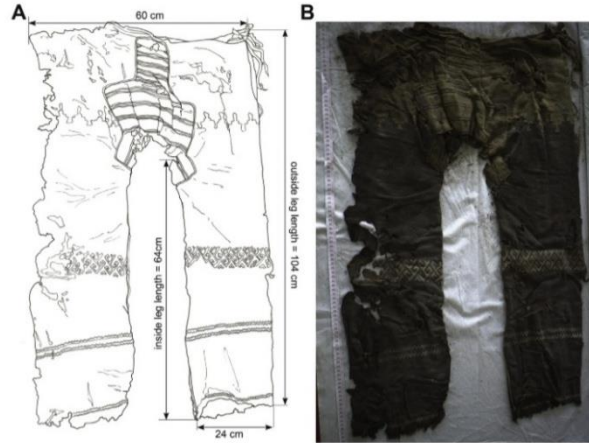 A
60 cm
inside leg length = 64cm
outside leg length = 104 cm
24 cm
B